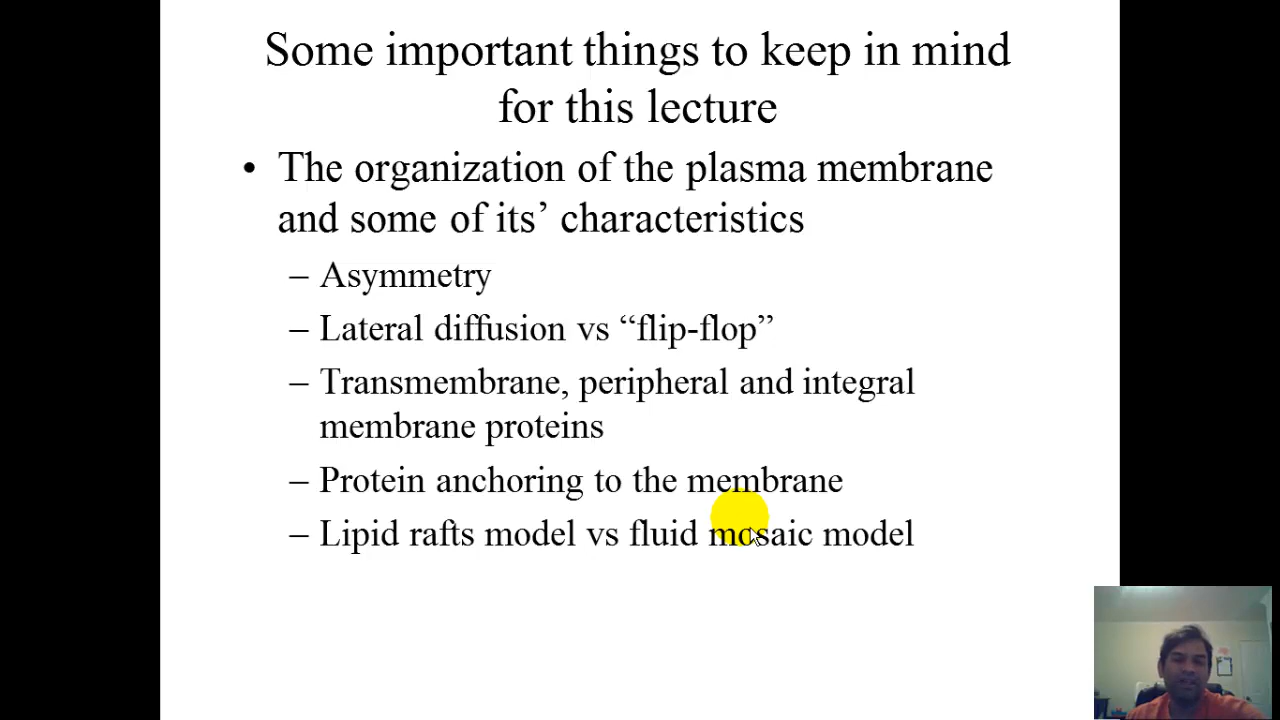 Some important things to keep in mind
for this lecture
• The organization of the plasma membrane
and some of its’ characteristics
– Asymmetry
– Lateral diffusion vs “flip-flop”
– Transmembrane, peripheral and integral
membrane proteins
– Protein anchoring to the membrane
– Lipid rafts model vs fluid mosaic model